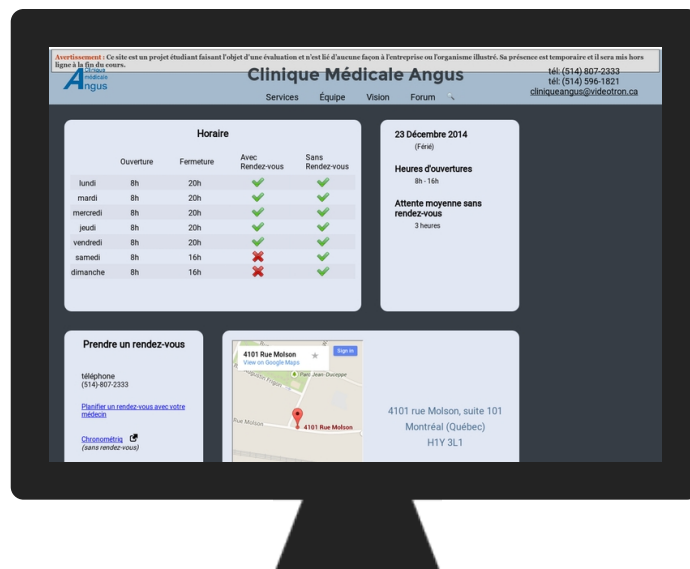 Avertissement : Ce site est un projet étudiant faisant l'objet d'une évaluation et n'est lié d'aucune façon à l'entreprise ou l'organisme illustré. Sa présence est temporaire et il sera mis hors
ligne à la fin du cours.
Clinique
médicale
Angus
Clinique Médicale Angus
tél: (514) 807-2333
tél: (514) 596-1821
cliniqueangus@videotron.ca
Services Équipe Vision Forum
Horaire
Ouverture Fermeture Avec Rendez-vous Sans Rendez-vous
lundi 8h 20h
mardi 8h 20h
mercredi 8h 20h
jeudi 8h 20h
vendredi 8h 20h
samedi 8h 16h
dimanche 8h 16h
23 Décembre 2014
(Férié)
Heures d'ouvertures
8h - 16h
Attente moyenne sans
rendez-vous
3 heures
Prendre un rendez-vous
téléphone
(514)-807-2333
Planifier un rendez-vous avec votre
médecin
Chronométriq
(sans rendez-vous)
4101 Rue Molson
View on Google Maps
Sign in
Parc Jean-Duceppe
Rue Molson
4101 Rue Molson
4101 rue Molson, suite 101
Montréal (Québec)
H1Y 3L1